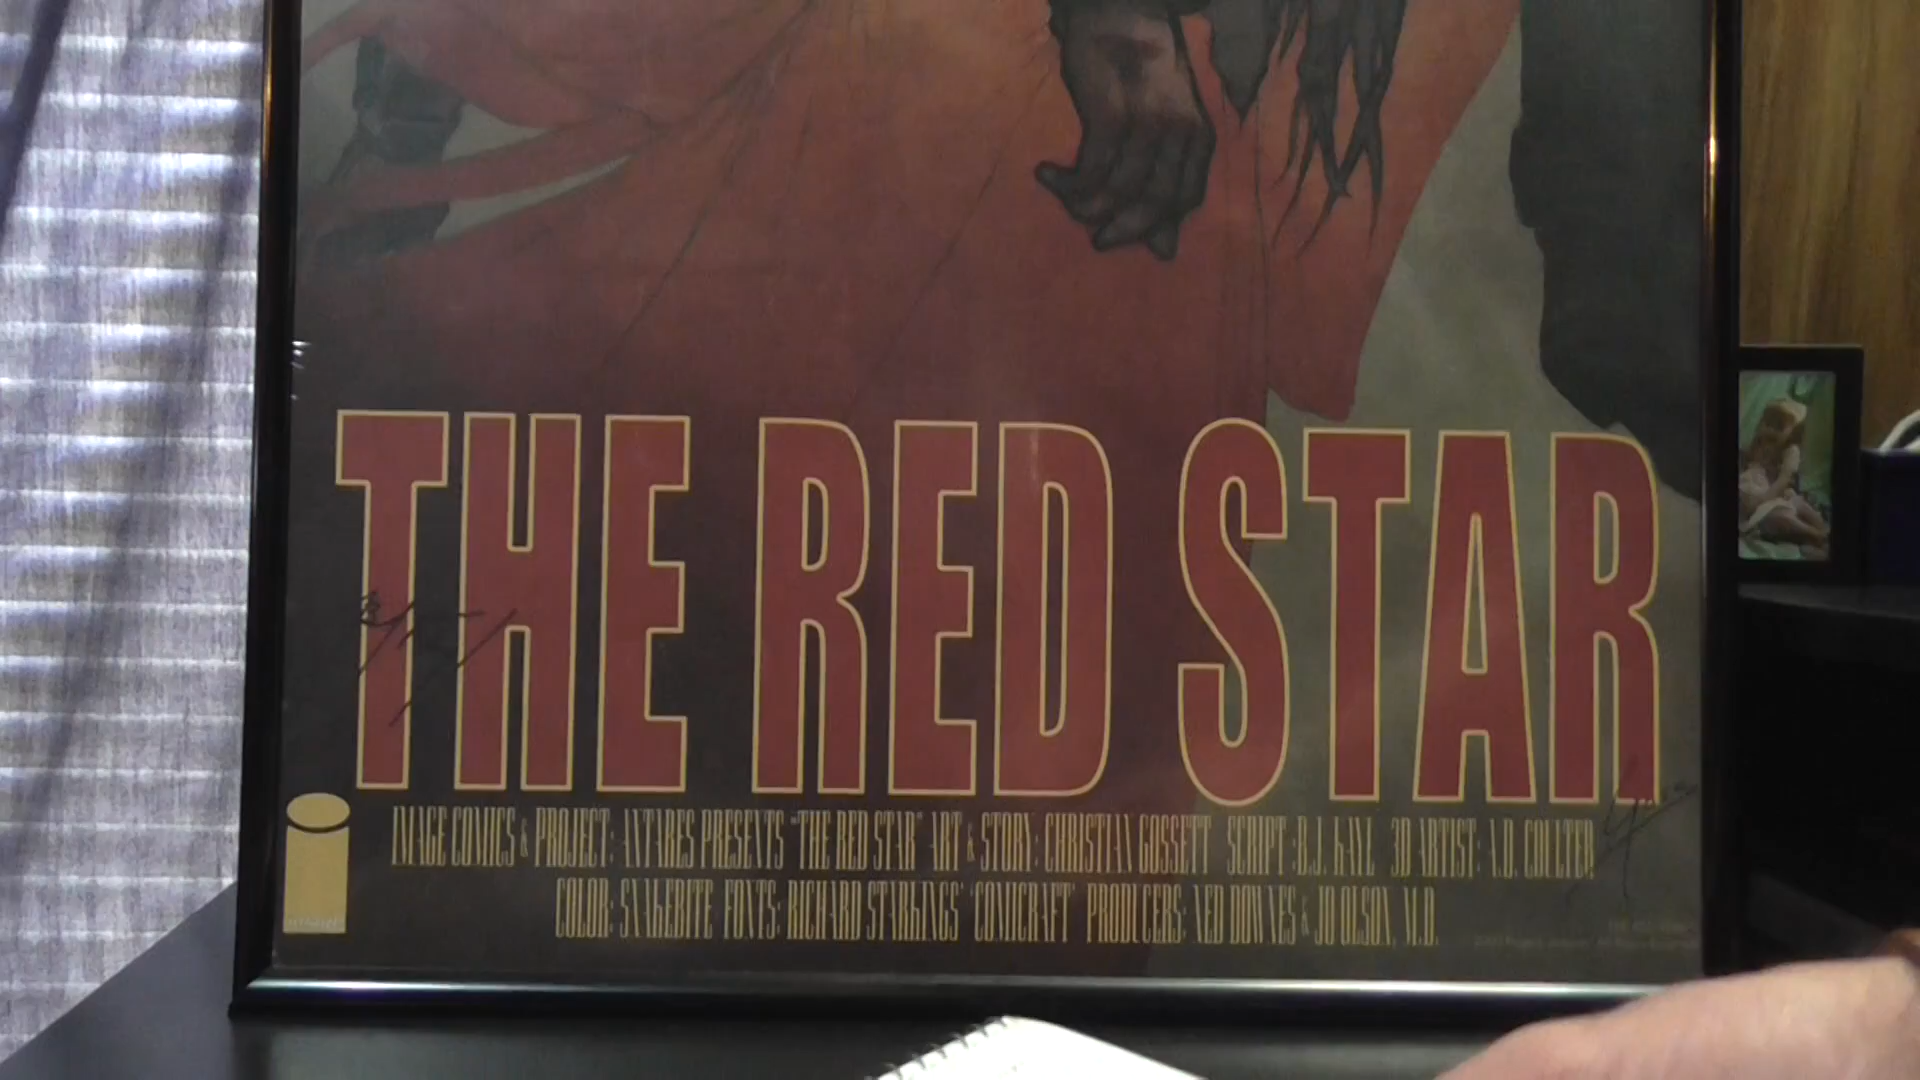 THE RED STAR
IMAGE COMICS & PROJECT: ANTARES PRESENTS "THE RED STAR" ART & STORY: CHRISTIAN GOSSETT SCRIPT: B.J. KAYL 3D ARTIST: A.D. COULTER
COLOR: SNAKEBITE FONTS: RICHARD STARKINGS' 'COMICRAFT' PRODUCERS: NED DOWNES & JO OLSON, M.D.